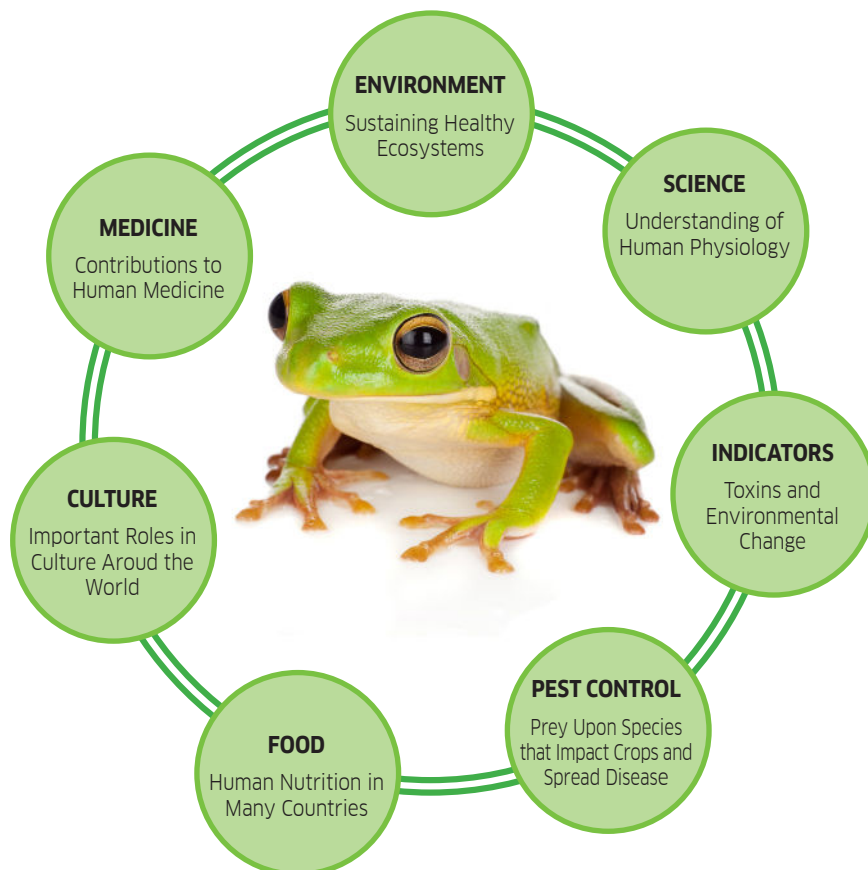 ENVIRONMENT
Sustaining Healthy
Ecosystems
SCIENCE
Understanding of
Human Physiology
INDICATORS
Toxins and
Environmental
Change
PEST CONTROL
Prey Upon Species
that Impact Crops and
Spread Disease
FOOD
Human Nutrition in
Many Countries
CULTURE
Important Roles in
Culture Aroud the
World
MEDICINE
Contributions to
Human Medicine